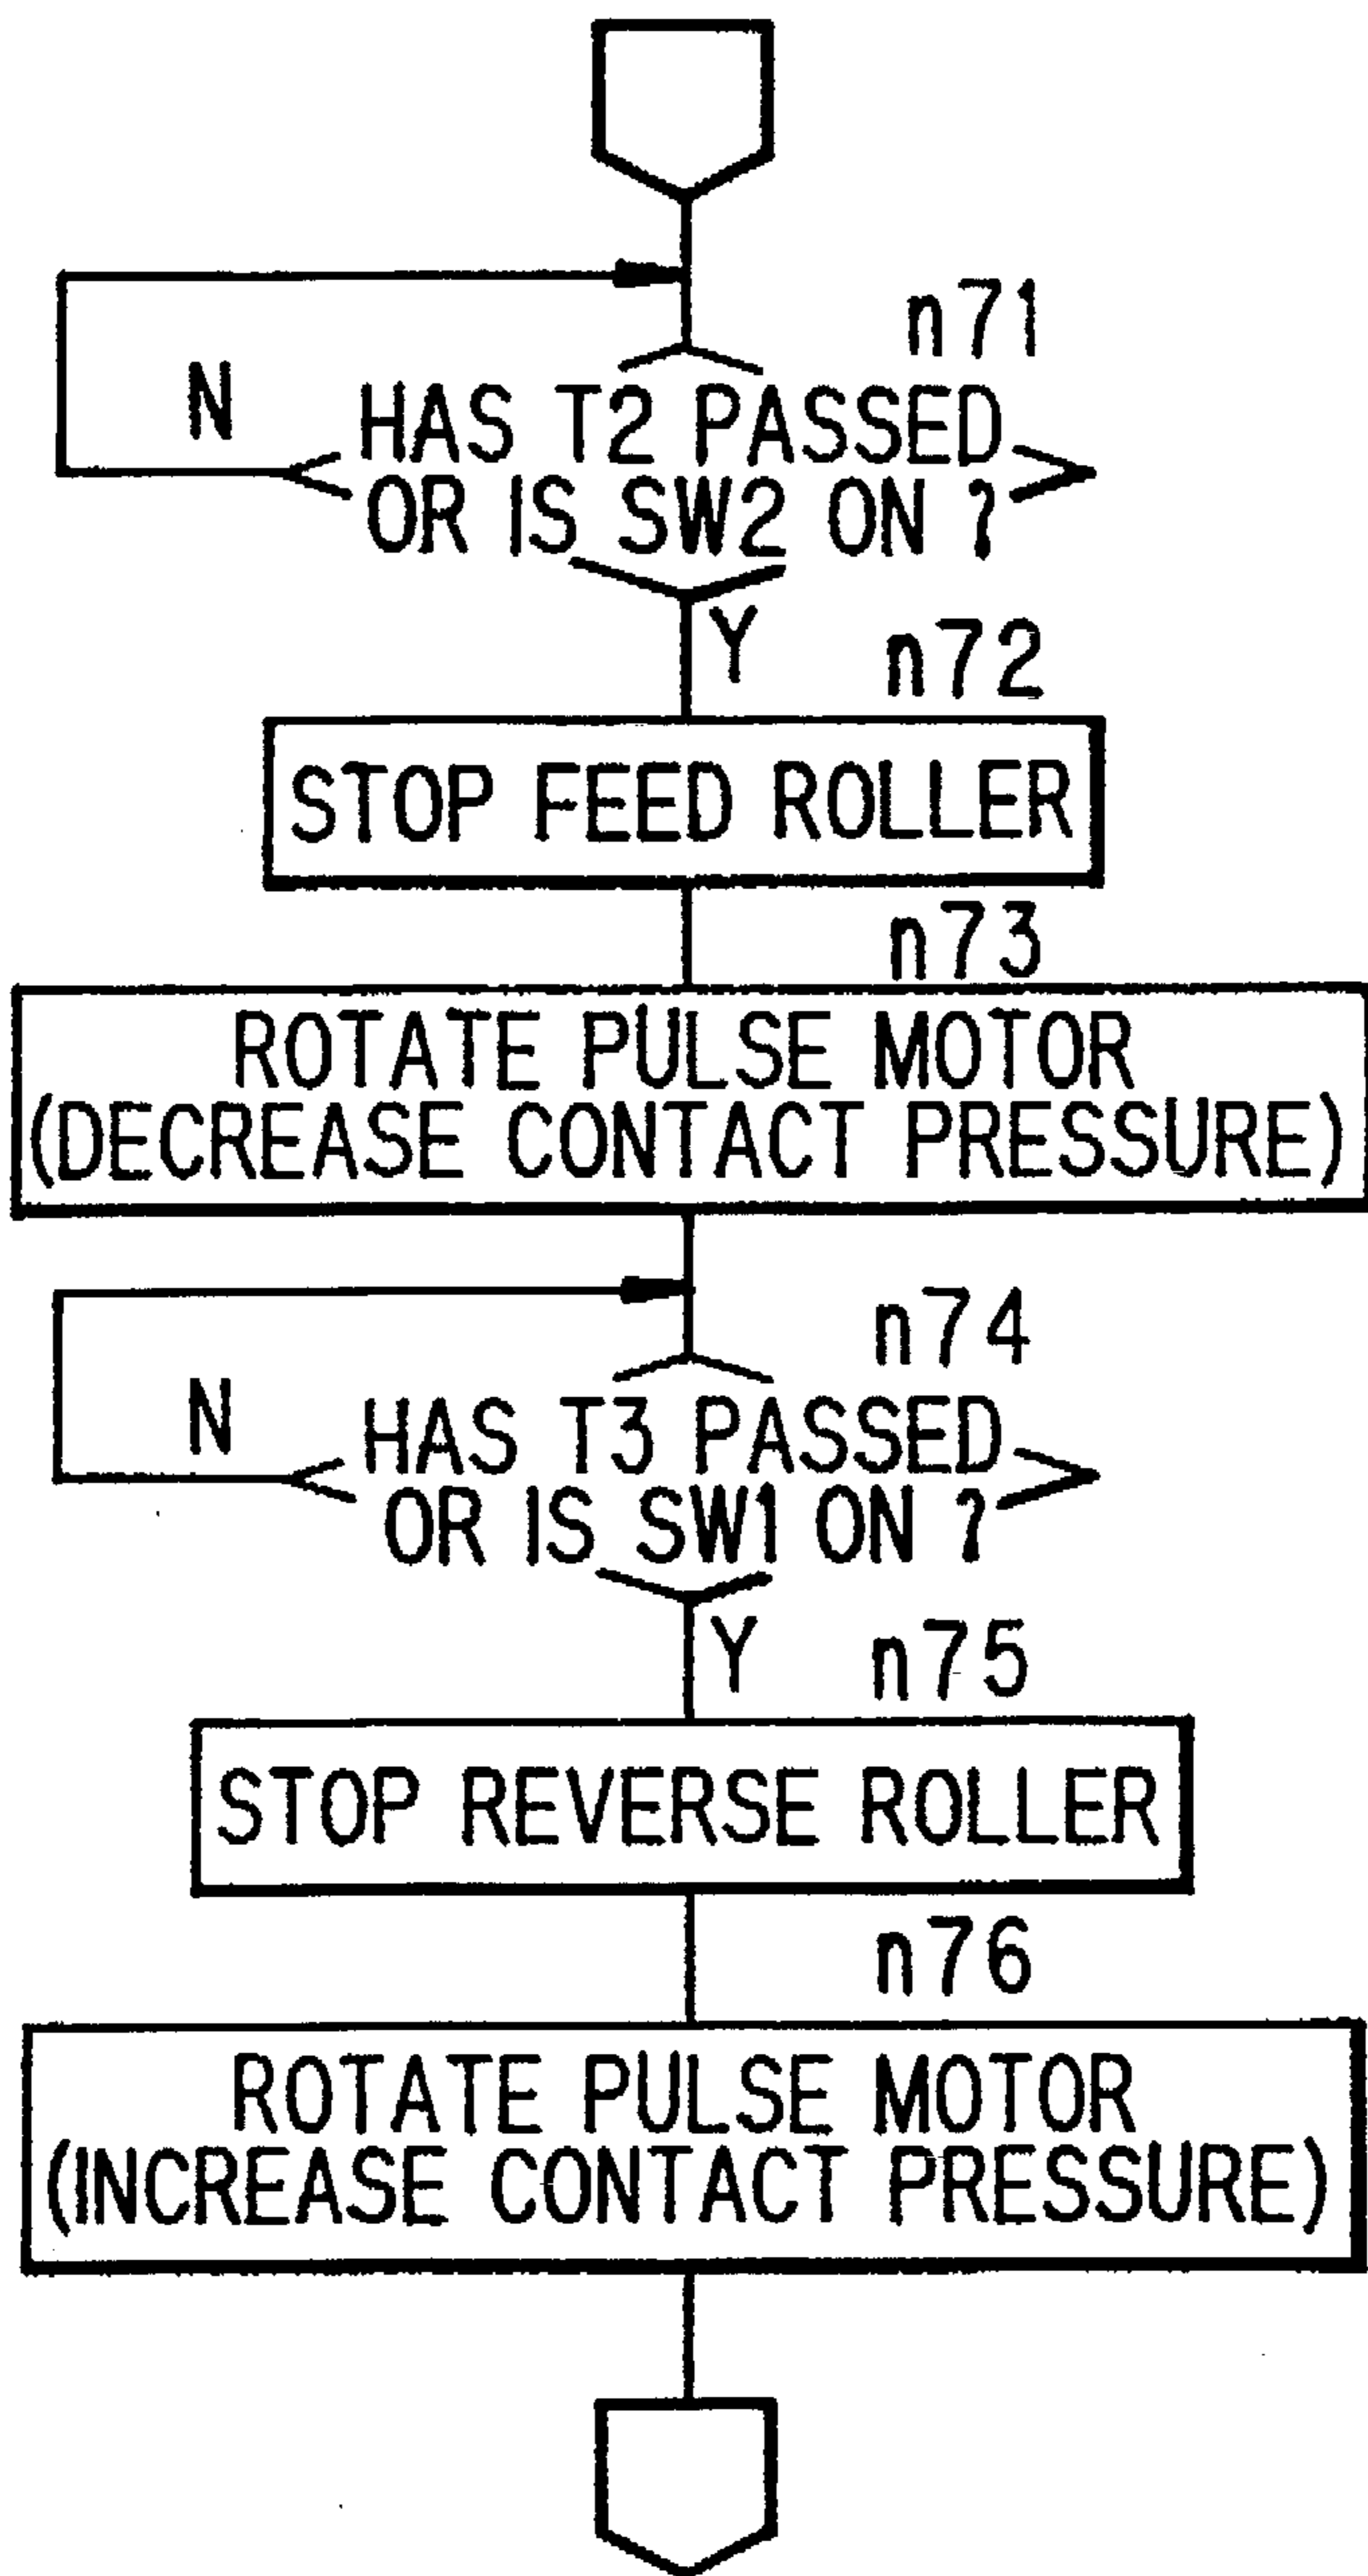 n71
N
HAS T2 PASSED
OR IS SW2 ON ?
Y
n72
STOP FEED ROLLER
n73
ROTATE PULSE MOTOR
(DECREASE CONTACT PRESSURE)
n74
N
HAS T3 PASSED
OR IS SW1 ON ?
Y
n75
STOP REVERSE ROLLER
n76
ROTATE PULSE MOTOR
(INCREASE CONTACT PRESSURE)